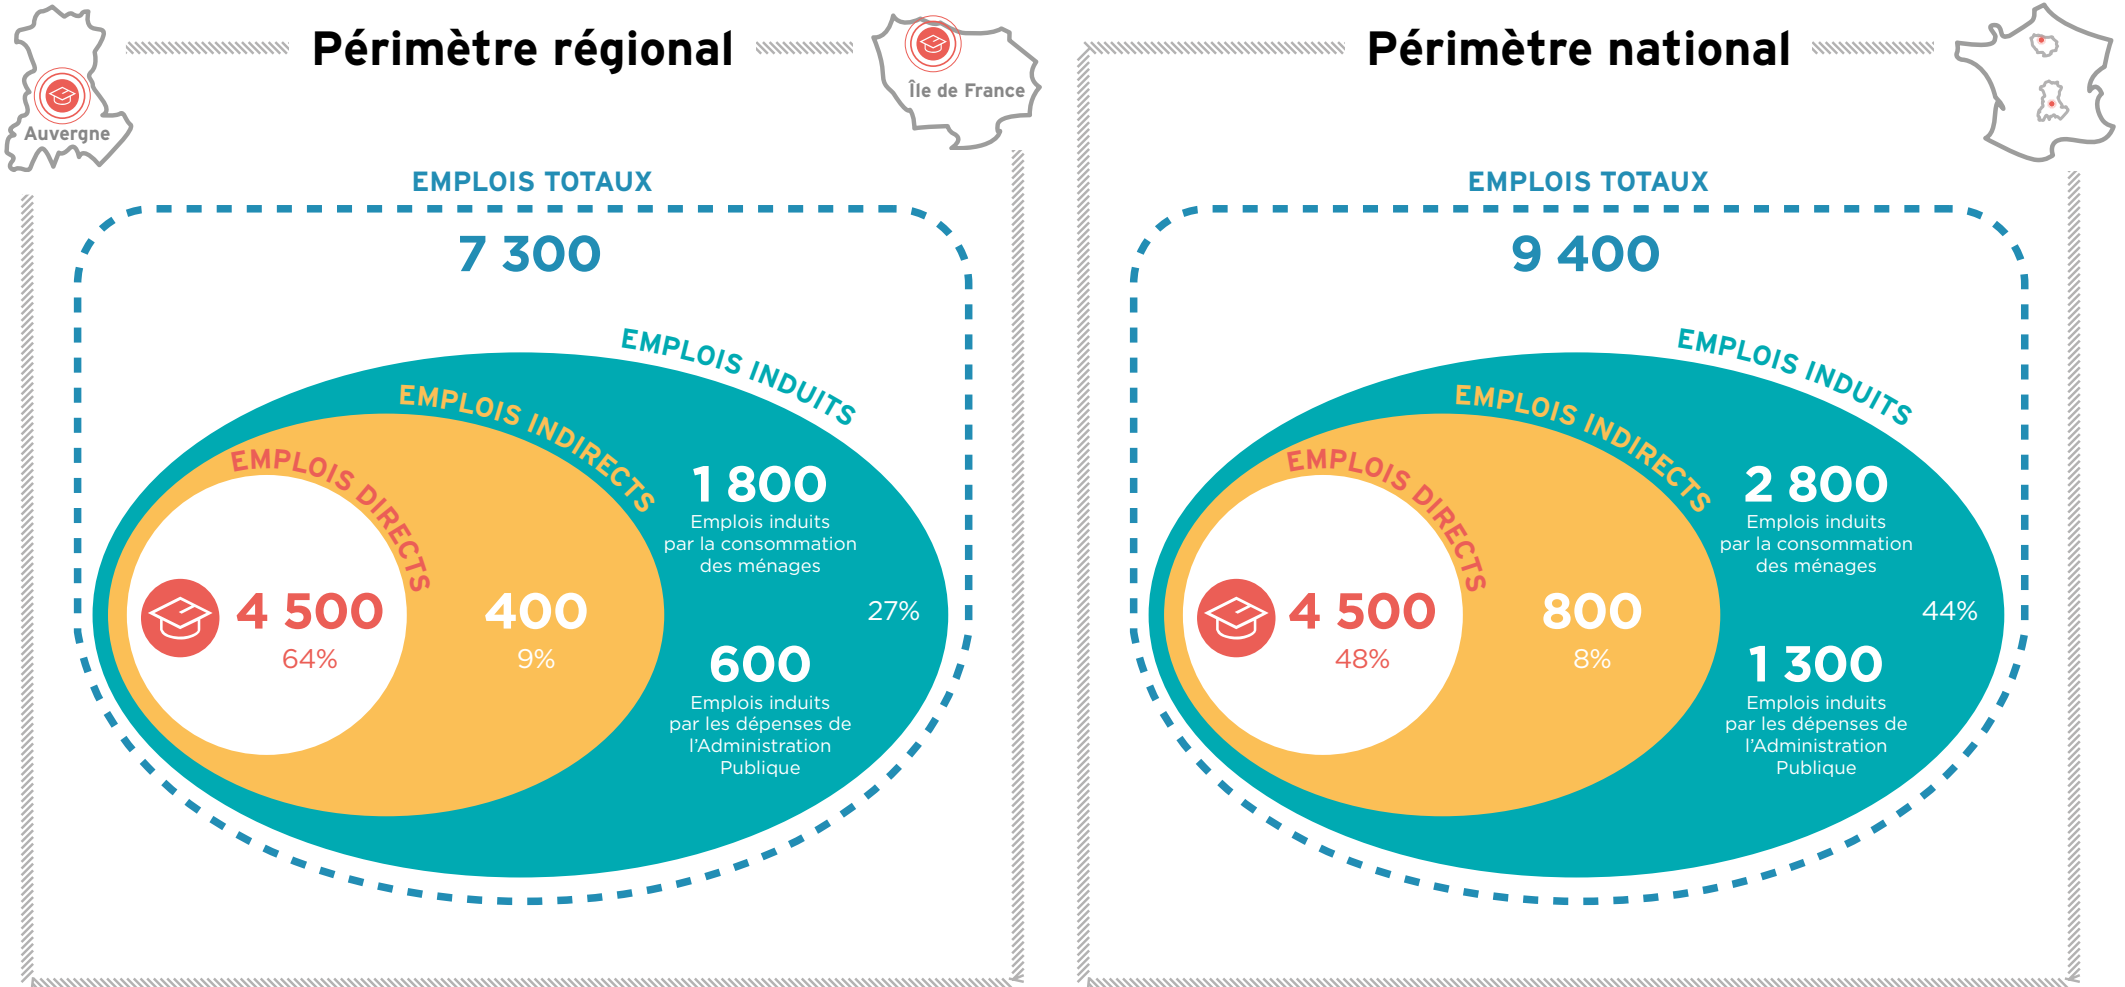 Périmètre régional
Auvergne
Île de France
EMPLOIS TOTAUX
7 300
EMPLOIS INDUITS
EMPLOIS INDIRECTS
EMPLOIS DIRECTS
4 500
64%
400
9%
1 800
Emplois induits
par la consommation
des ménages
27%
600
Emplois induits
par les dépenses de
l'Administration
Publique
Périmètre national
EMPLOIS TOTAUX
9 400
EMPLOIS INDUITS
EMPLOIS INDIRECTS
EMPLOIS DIRECTS
4 500
48%
800
8%
2 800
Emplois induits
par la consommation
des ménages
44%
1 300
Emplois induits
par les dépenses de
l'Administration
Publique